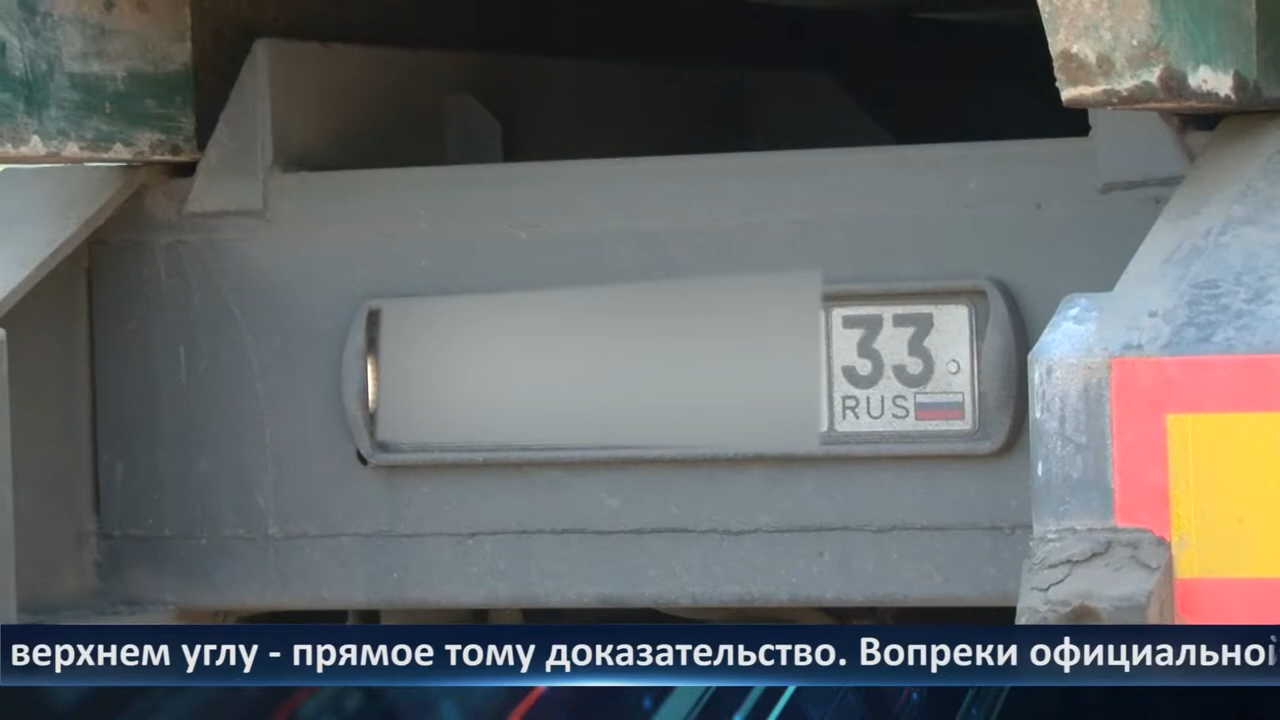 33
RUS
верхнем углу - прямое тому доказательство. Вопреки официальной